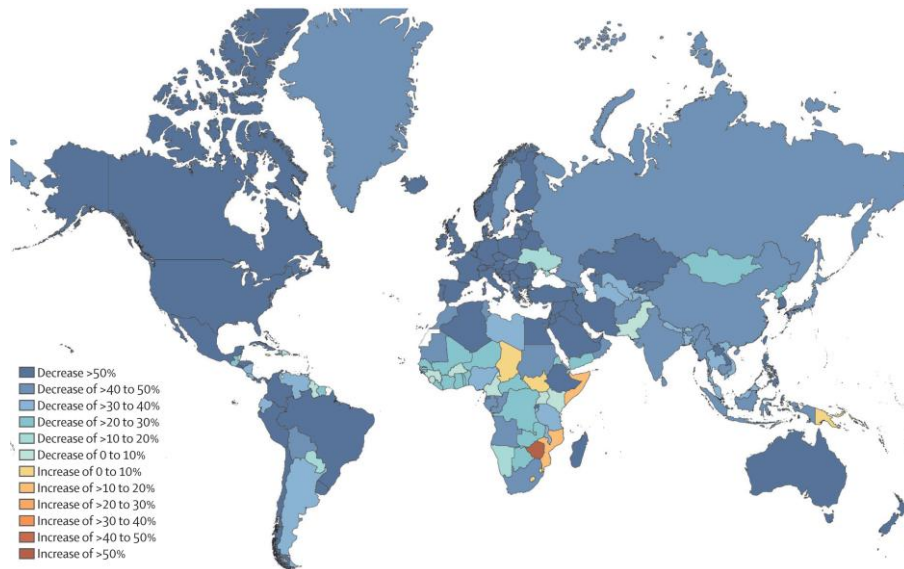 Decrease >50%
Decrease of >40 to 50%
Decrease of >30 to 40%
Decrease of >20 to 30%
Decrease of >10 to 20%
Decrease of 0 to 10%
Increase of 0 to 10%
Increase of >10 to 20%
Increase of >20 to 30%
Increase of >30 to 40%
Increase of >40 to 50%
Increase of >50%